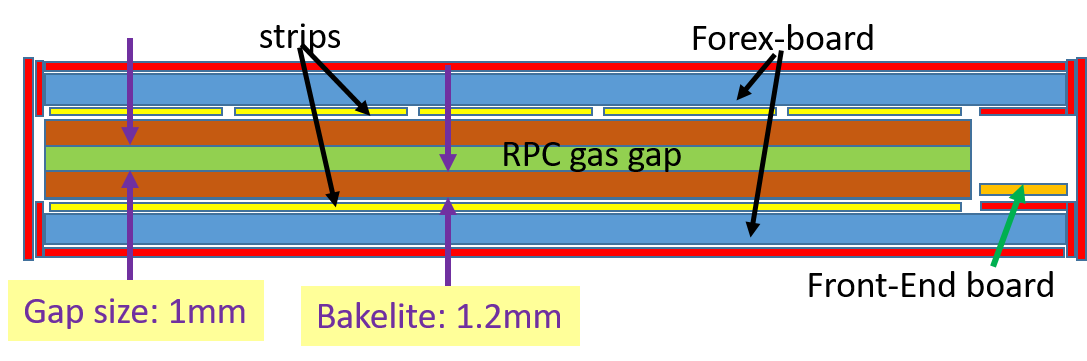 strips
Forex-board
RPC gas gap
Front-End board
Gap size: 1mm
Bakelite: 1.2mm